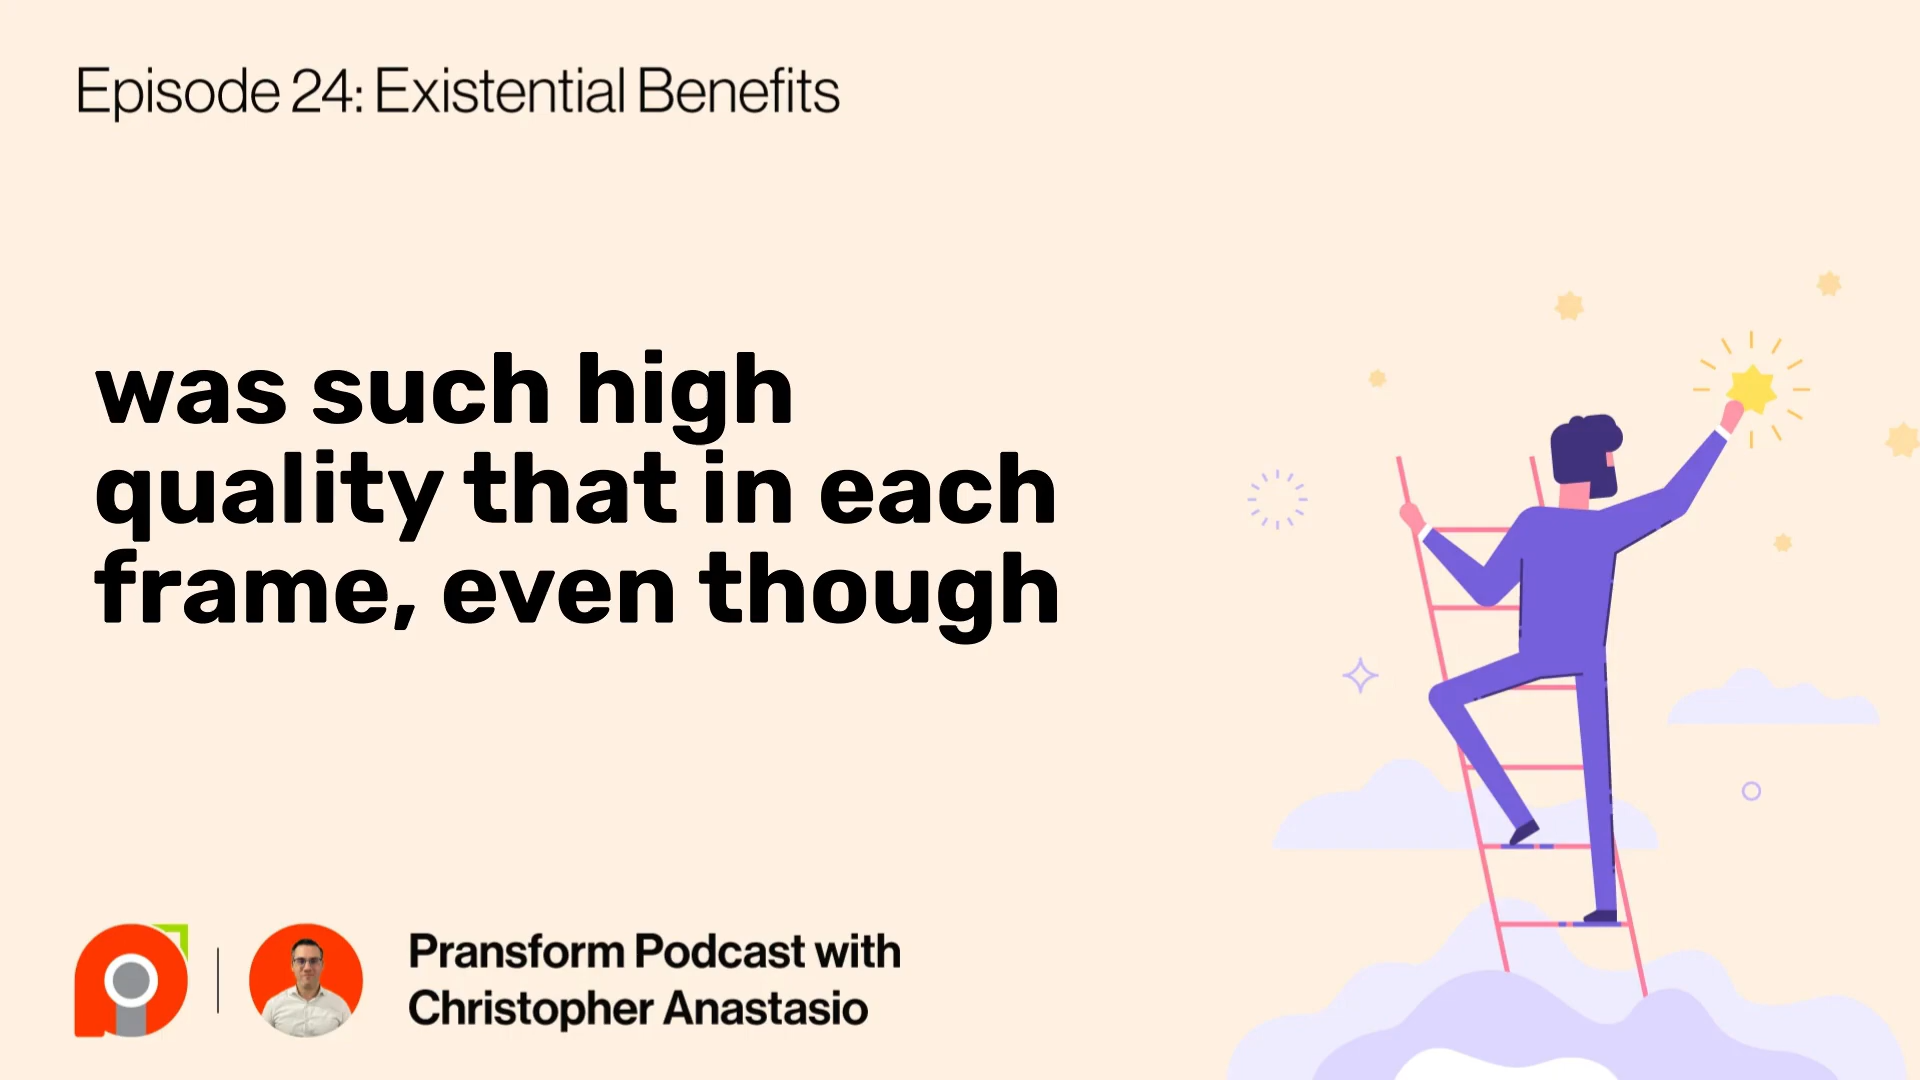 Episode 24: Existential Benefits
was such high
quality that in each
frame, even though
Pransform Podcast with
Christopher Anastasio